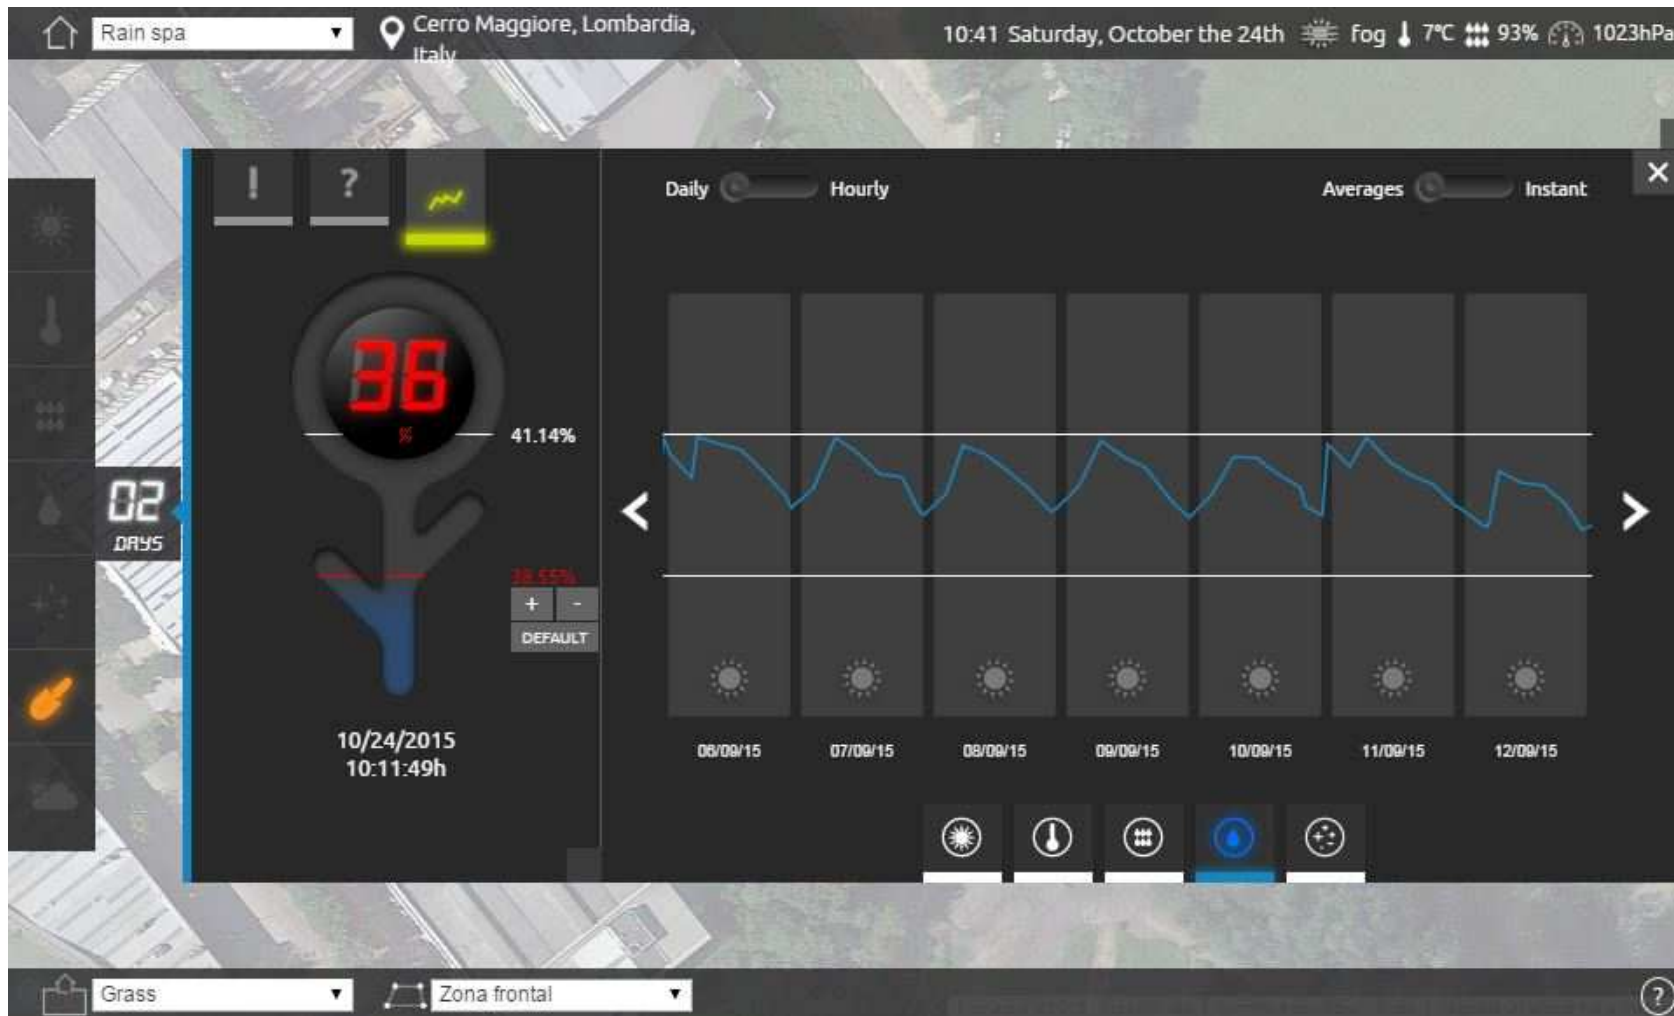 Rain spa
Cerro Maggiore, Lombardia,
Italy
10:41 Saturday, October the 24th fog 7°C 93% 1023hPa
! ?
Daily Hourly
Averages Instant
×
36
%
41.14%
02
DAYS
38.55%
+ -
DEFAULT
10/24/2015
10:11:49h
06/09/15 07/09/15 08/09/15 09/09/15 10/09/15 11/09/15 12/09/15
Grass
Zona frontal
?